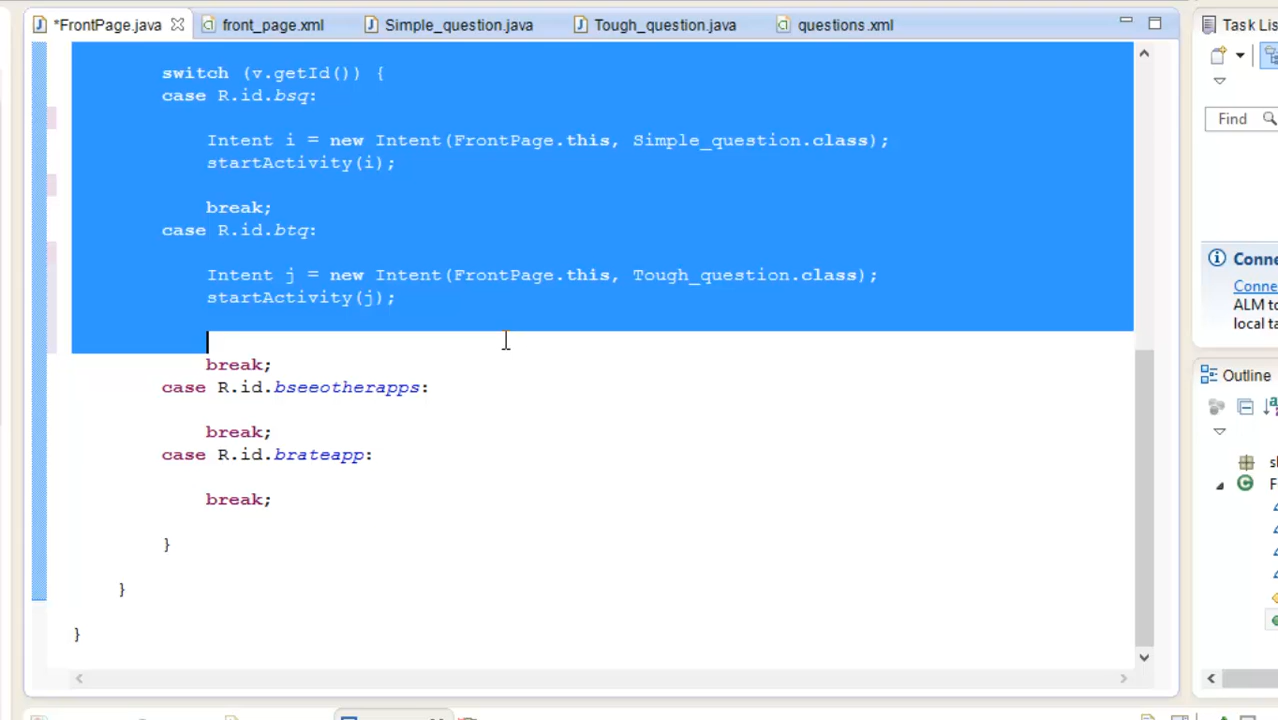 *FrontPage.java front_page.xml Simple_question.java Tough_question.java questions.xml
Task Lis
switch (v.getId()) {
case R.id.bsq:
Find
Intent i = new Intent(FrontPage.this, Simple_question.class);
startActivity(i);
break;
case R.id.btq:
Conne
Intent j = new Intent(FrontPage.this, Tough_question.class);
Conne
startActivity(j);
ALM to
local ta
break;
case R.id.bseeotherapps:
Outline
break;
case R.id.brateapp:
break;
}
}
}